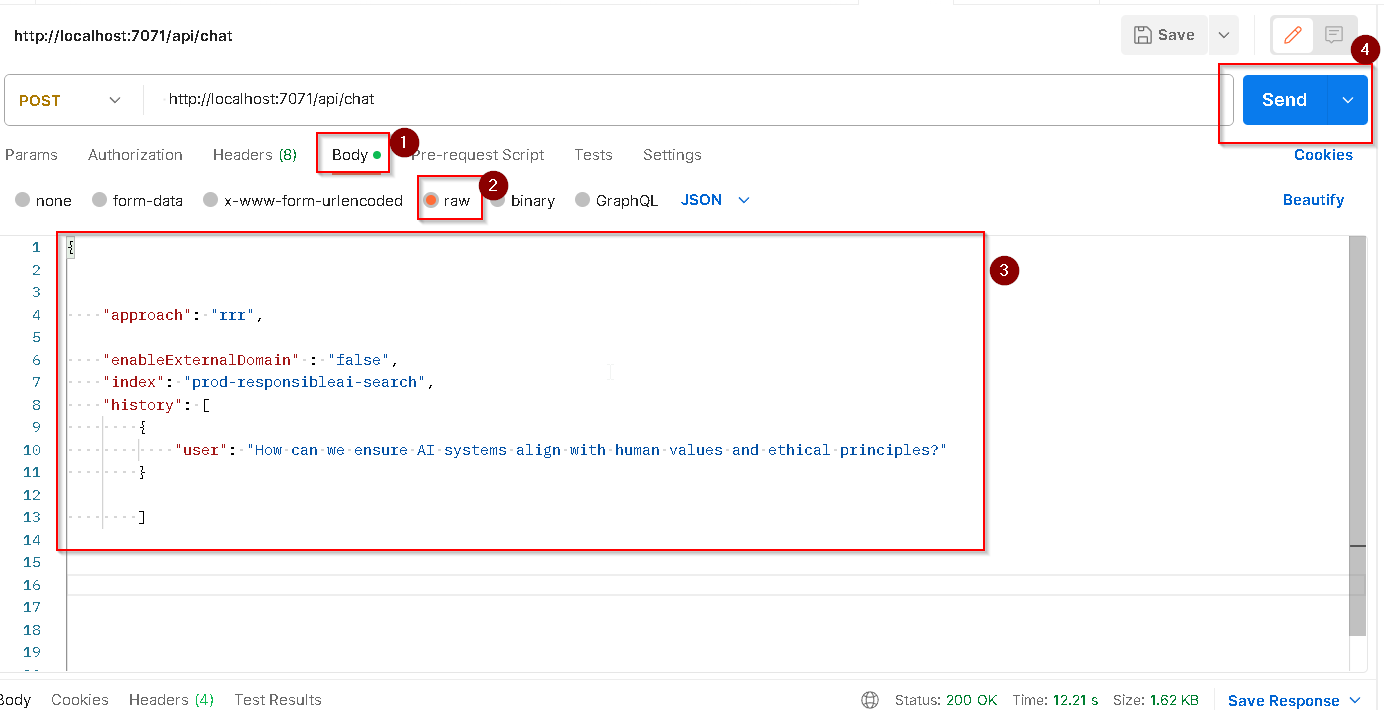 http://localhost:7071/api/chat
Save
4
POST http://localhost:7071/api/chat Send
1
Params Authorization Headers (8) Body Pre-request Script Tests Settings Cookies
2
none form-data x-www-form-urlencoded raw binary GraphQL JSON Beautify
1 {
2
3
3
4 "approach": "rrr",
5
6 "enableExternalDomain" : "false",
7 "index": "prod-responsibleai-search",
8 "history": [
9 {
10 "user": "How can we ensure AI systems align with human values and ethical principles?"
11 }
12
13 ]
14
15
16
17
18
19
Body Cookies Headers (4) Test Results Status: 200 OK Time: 12.21 s Size: 1.62 KB Save Response